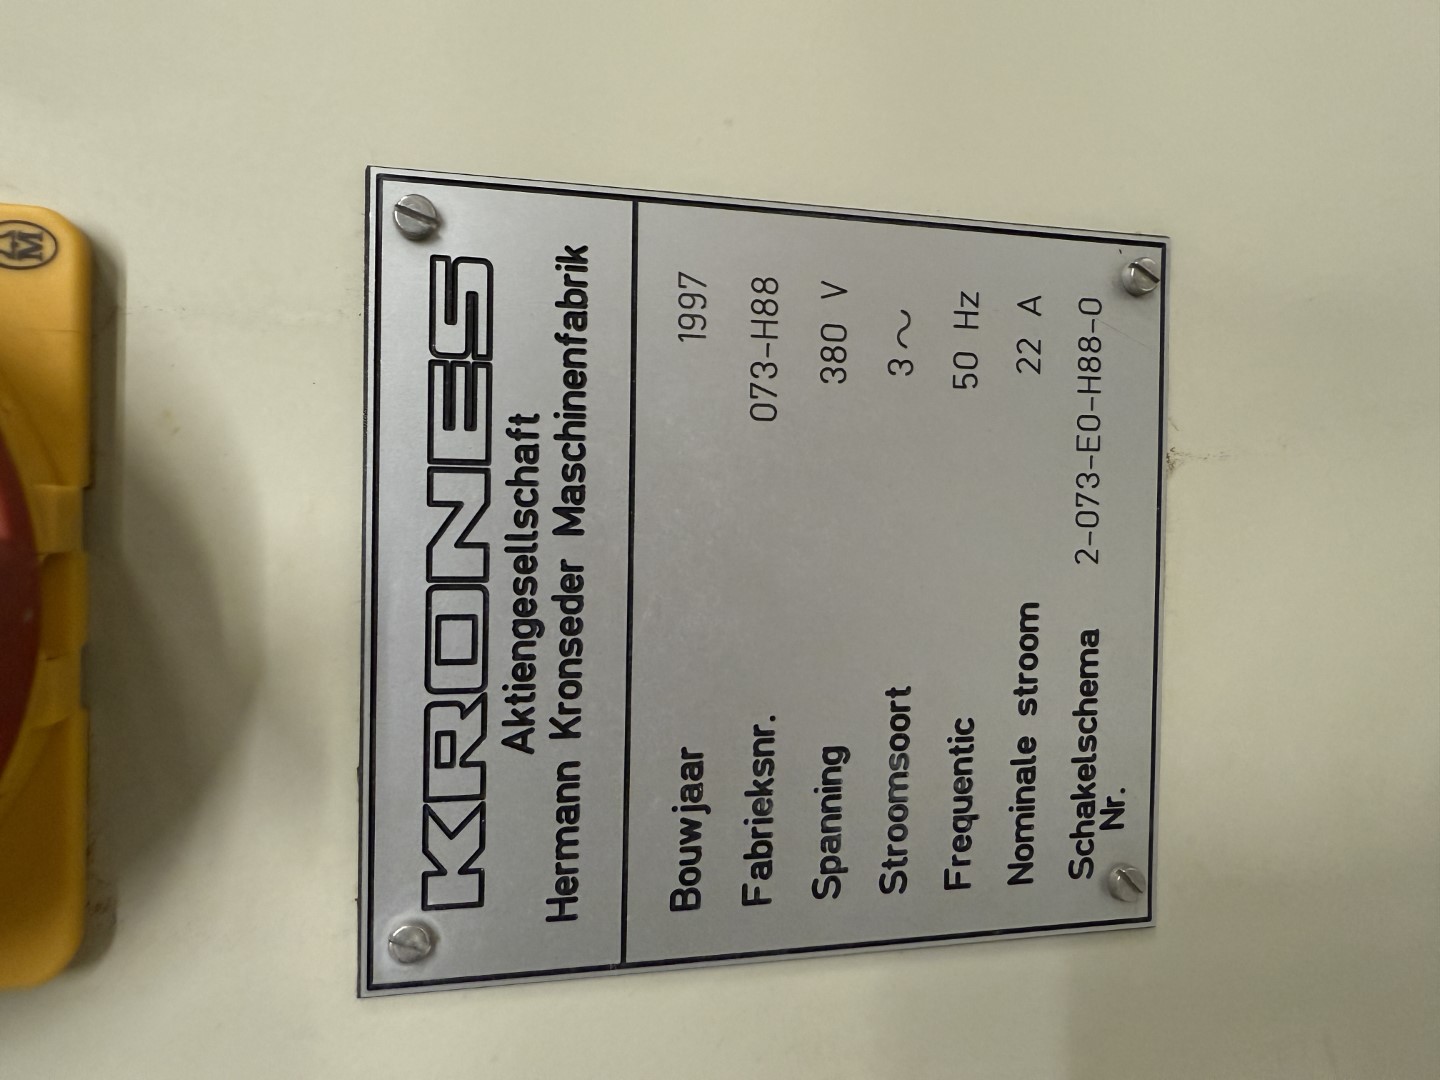 KRONES
Aktiengesellschaft
Hermann Kronseder Maschinenfabrik
Bouwjaar 1997
Fabrieksnr. 073-H88
Spanning 380 V
Stroomsoort 3~
Frequentic 50 Hz
Nominale stroom 22 A
Schakelschema 2-073-E0-H88-0
Nr.
M